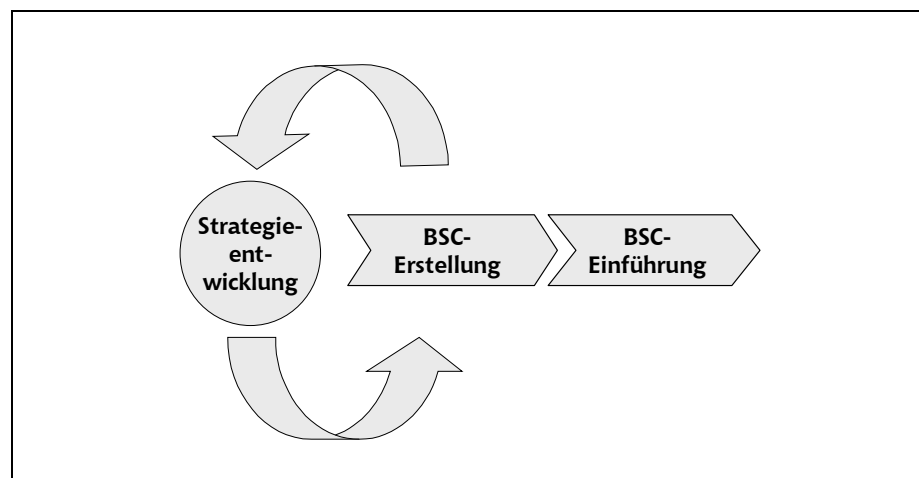 Strategie-
ent-
wicklung
BSC-
Erstellung
BSC-
Einführung